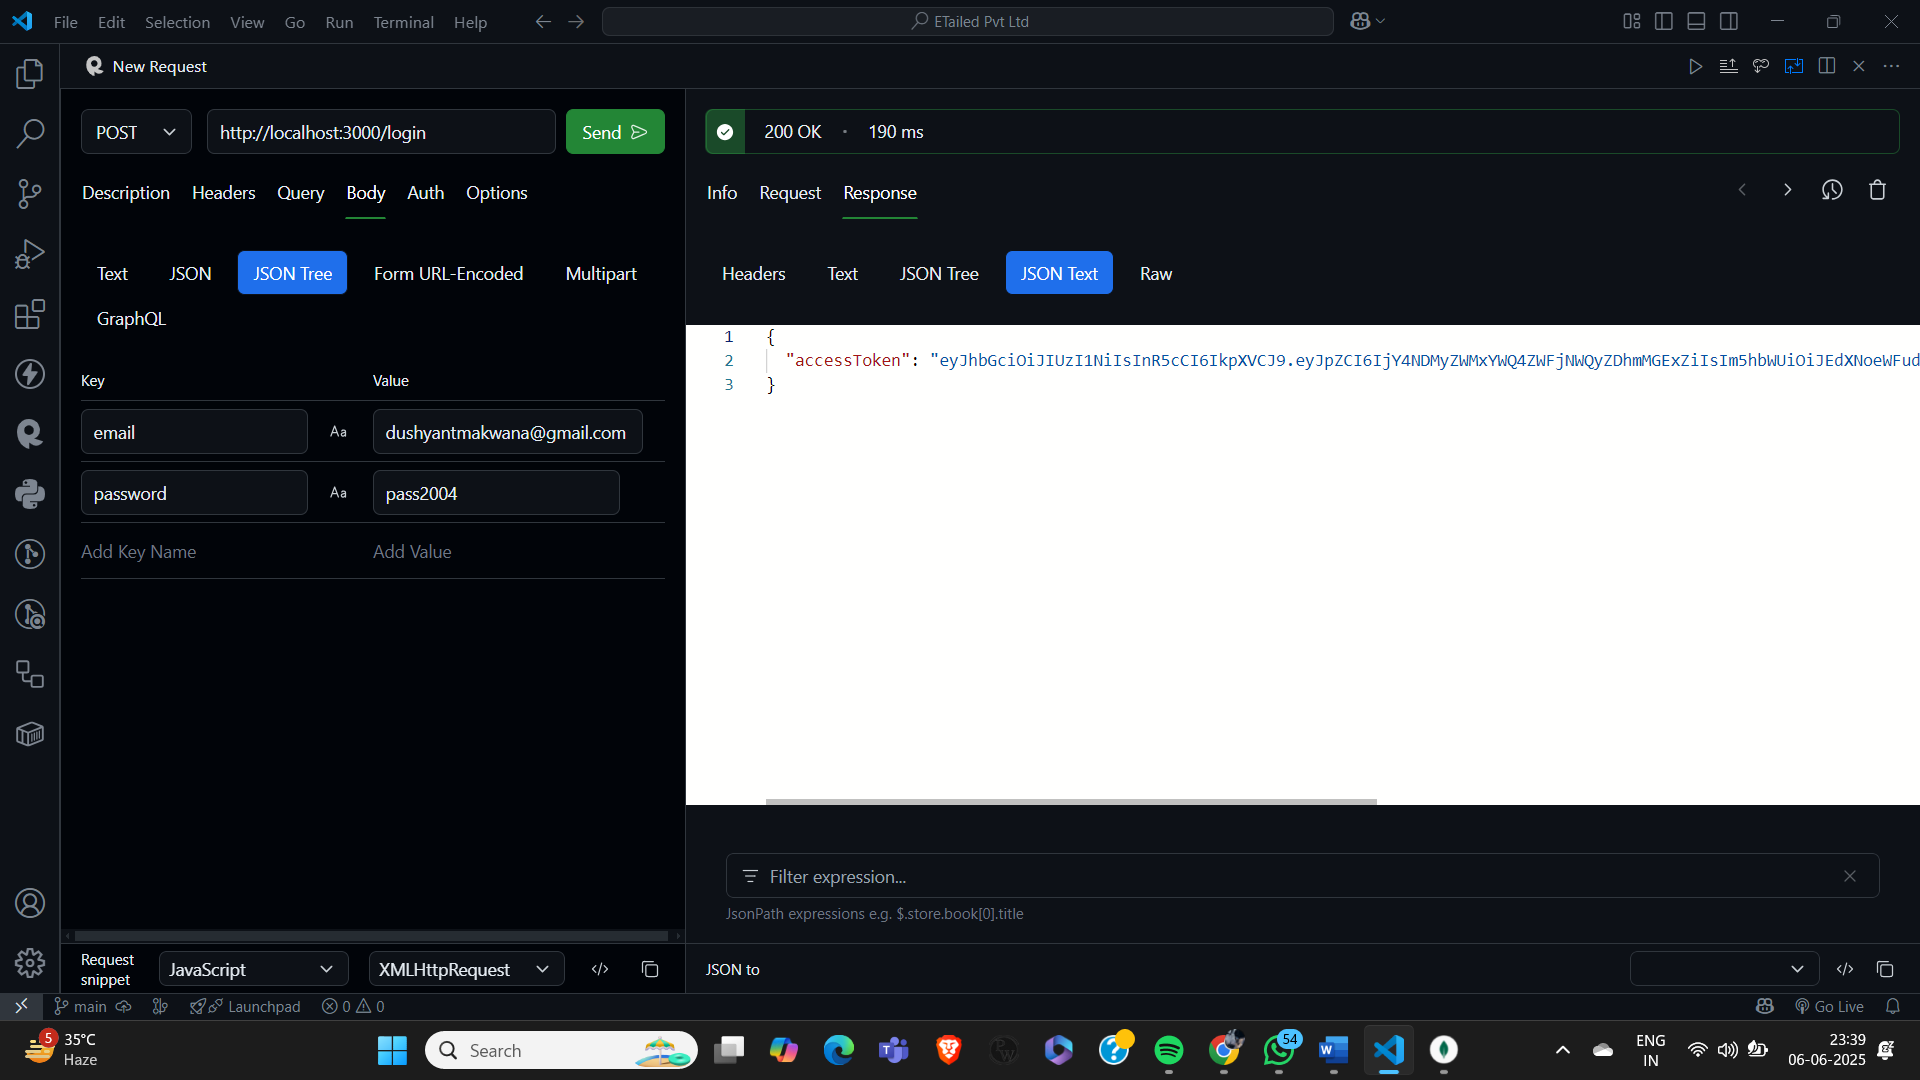 File Edit Selection View Go Run Terminal Help
ETailed Pvt Ltd
New Request
POST http://localhost:3000/login Send
200 OK · 190 ms
Description Headers Query Body Auth Options
Info Request Response
Text JSON JSON Tree Form URL-Encoded Multipart
GraphQL
Headers Text JSON Tree JSON Text Raw
1 {
2 "accessToken": "eyJhbGciOiJIUzI1NiIsInR5cCI6IkpXVCJ9.eyJpZCI6IjY4NDMyZWMxYWQ4ZWFjNWQyZDhmMGExZiIsIm5hbWUiOiJEdXNoeWFud
3 }
Key Value
email Aa dushyantmakwana@gmail.com
password Aa pass2004
Add Key Name Add Value
Filter expression...
JsonPath expressions e.g. $.store.book[0].title
Request
snippet
JavaScript XMLHttpRequest
JSON to
main Launchpad 0 0 Go Live
5 35°C
Haze
Search
54
ENG
IN
23:39
06-06-2025